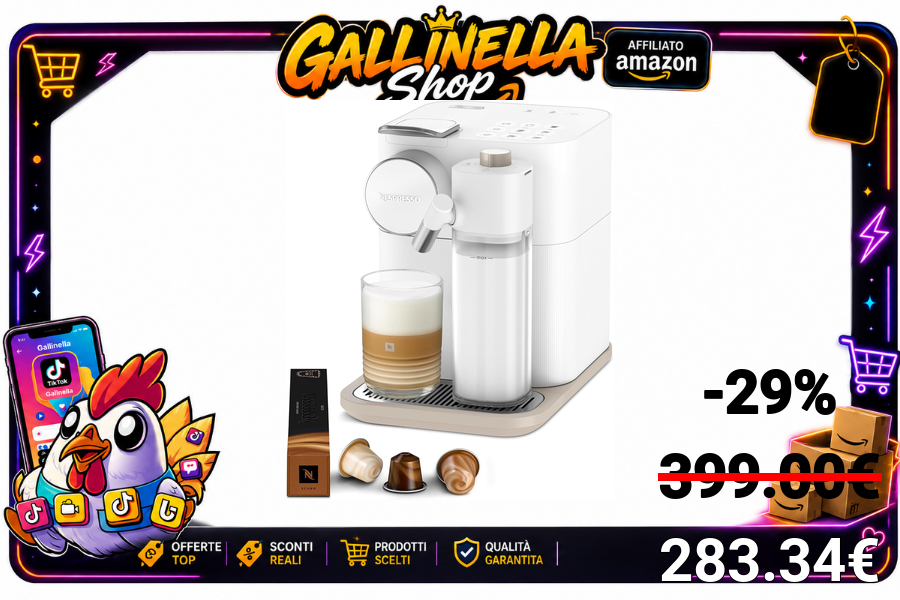 GALLINELLA
Shop
AFFILIATO
amazon
NESPRESSO
Gallinella
TikTok
Gallinella
N
-29%
399.00€
283.34€
OFFERTE
TOP
SCONTI
REALI
PRODOTTI
SCELTI
QUALITÀ
GARANTITA